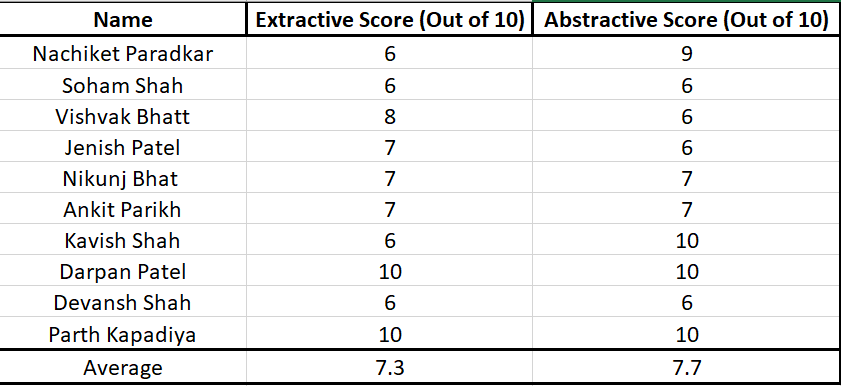 Name Extractive Score (Out of 10) Abstractive Score (Out of 10)
Nachiket Paradkar 6 9
Soham Shah 6 6
Vishvak Bhatt 8 6
Jenish Patel 7 6
Nikunj Bhat 7 7
Ankit Parikh 7 7
Kavish Shah 6 10
Darpan Patel 10 10
Devansh Shah 6 6
Parth Kapadiya 10 10
Average 7.3 7.7